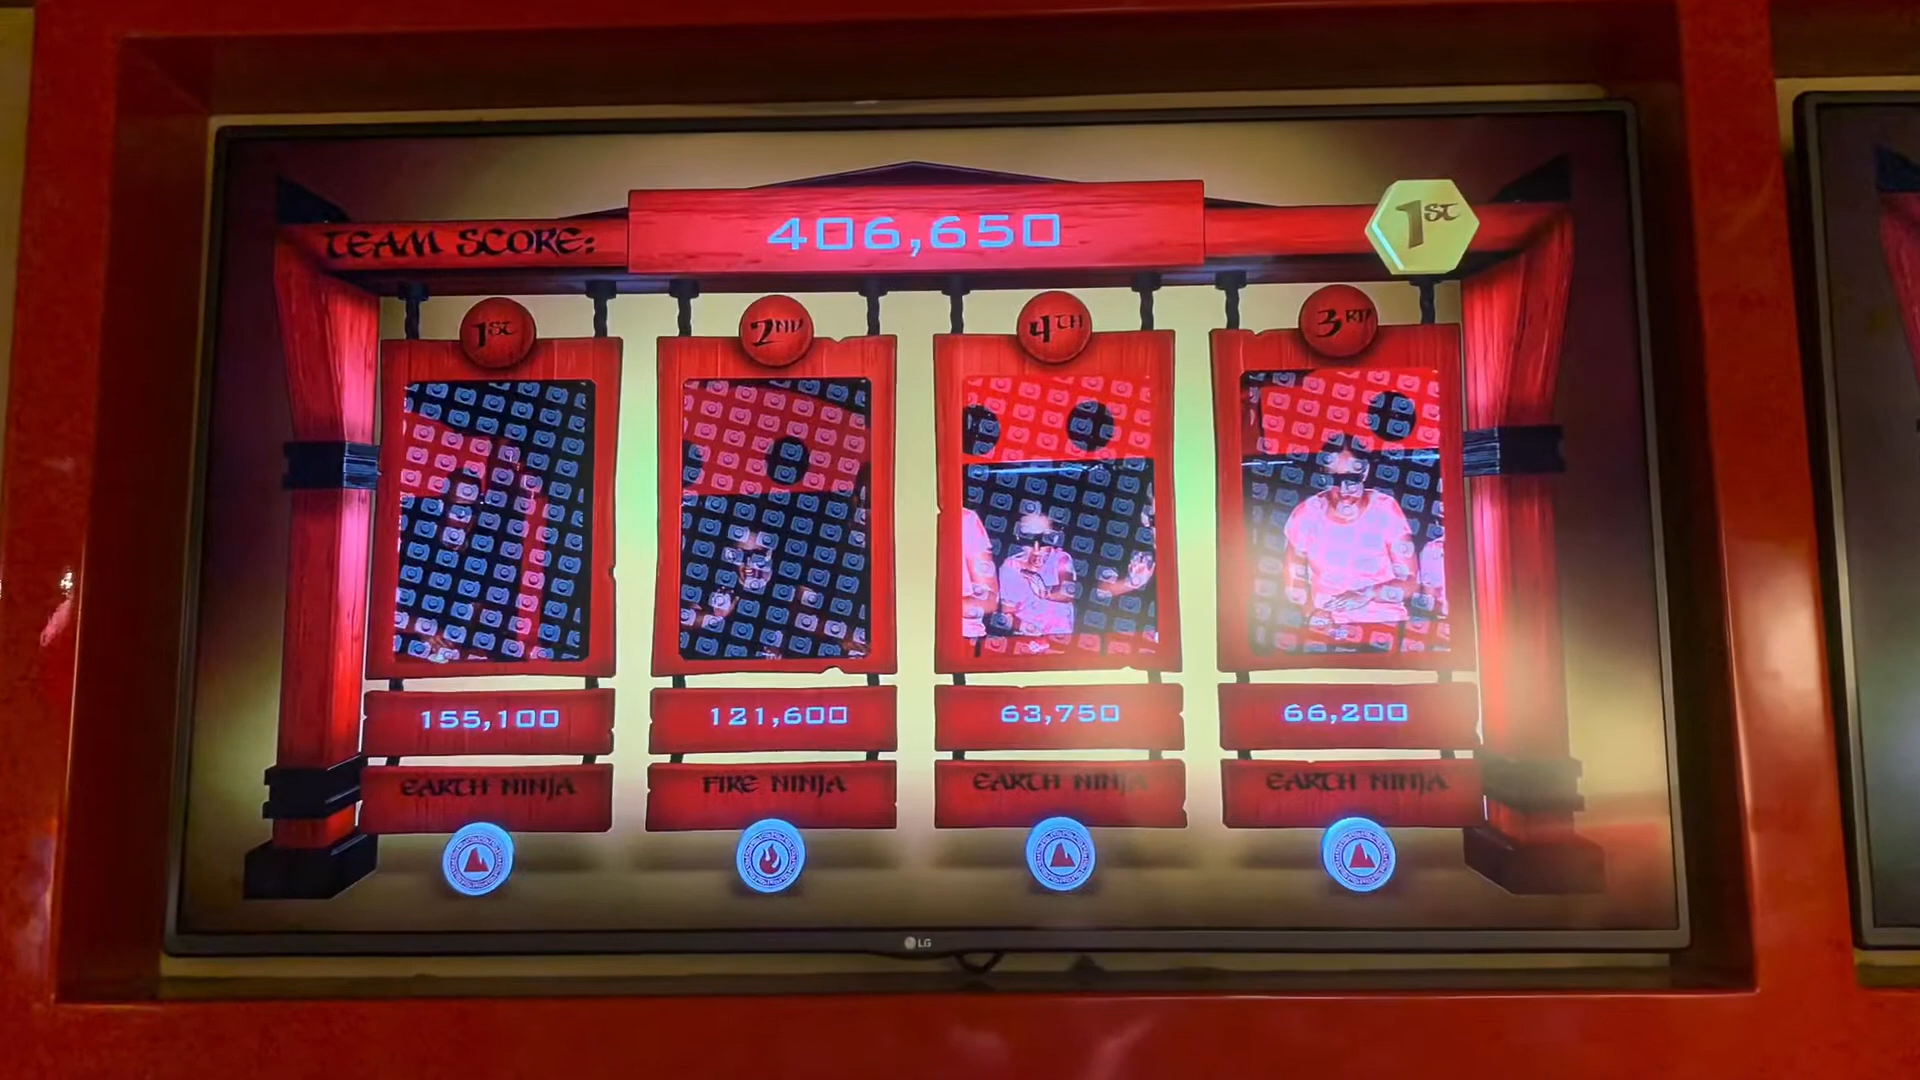 TEAM SCORE: 406,650 1ST
1ST 2ND 4TH 3RD
155,100 121,600 63,750 66,200
EARTH NINJA FIRE NINJA EARTH NINJA EARTH NINJA
LG